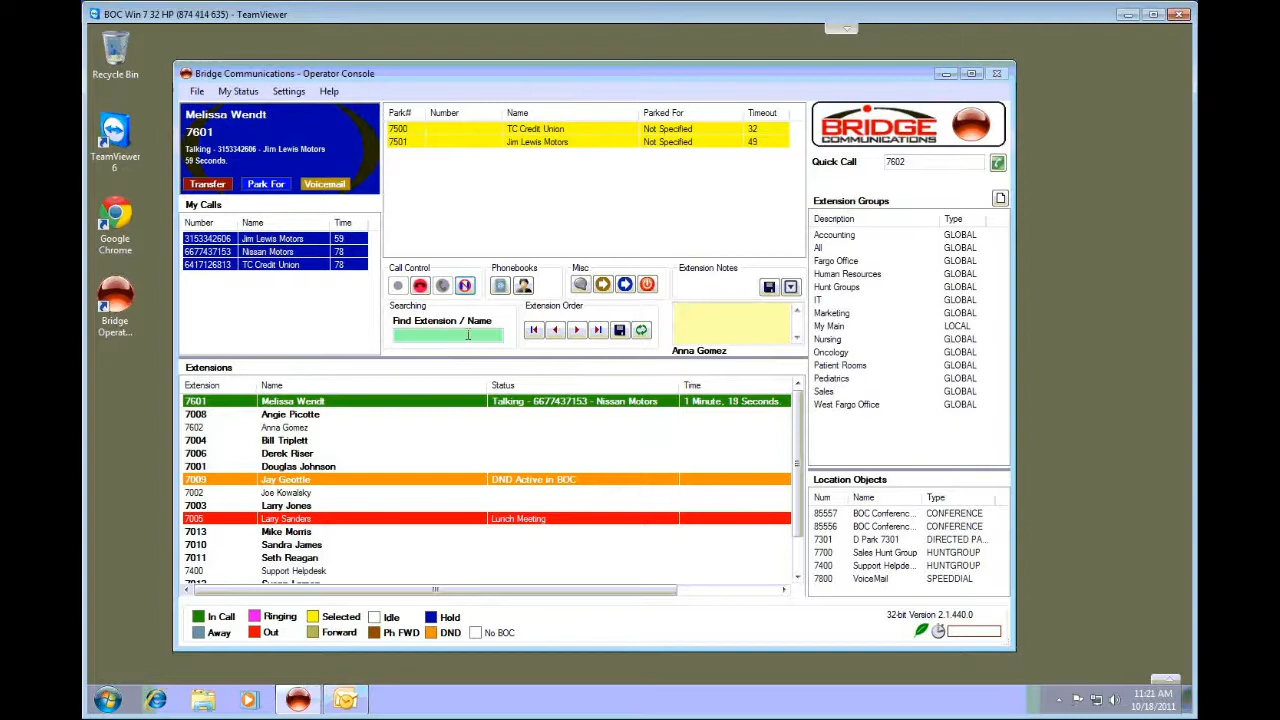 BOC Win 7 32 HP (874 414 635) - TeamViewer
Recycle Bin
TeamViewer 6
Google Chrome
Bridge Operat...
Bridge Communications - Operator Console
File My Status Settings Help
Melissa Wendt
7601
Talking - 3153342606 - Jim Lewis Motors
59 Seconds.
Transfer Park For Voicemail
My Calls
Number Name Time
3153342606 Jim Lewis Motors 59
6677437153 Nissan Motors 78
6417126813 TC Credit Union 78
Park# Number Name Parked For Timeout
7500 TC Credit Union Not Specified 32
7501 Jim Lewis Motors Not Specified 49
Call Control Phonebooks Misc Extension Notes
Searching Extension Order
Find Extension / Name
Anna Gomez
BRIDGE
COMMUNICATIONS
Quick Call 7602
Extension Groups
Description Type
Accounting GLOBAL
All GLOBAL
Fargo Office GLOBAL
Human Resources GLOBAL
Hunt Groups GLOBAL
IT GLOBAL
Marketing GLOBAL
My Main LOCAL
Nursing GLOBAL
Oncology GLOBAL
Patient Rooms GLOBAL
Pediatrics GLOBAL
Sales GLOBAL
West Fargo Office GLOBAL
Extensions
Extension Name Status Time
7601 Melissa Wendt Talking - 6677437153 - Nissan Motors 1 Minute, 19 Seconds.
7008 Angie Picotte
7602 Anna Gomez
7004 Bill Triplett
7006 Derek Riser
7001 Douglas Johnson
7009 Jay Geottle DND Active in BOC
7002 Joe Kowalsky
7003 Larry Jones
7005 Larry Sanders Lunch Meeting
7013 Mike Morris
7010 Sandra James
7011 Seth Reagan
7400 Support Helpdesk
Location Objects
Num Name Type
85557 BOC Conferenc... CONFERENCE
85556 BOC Conferenc... CONFERENCE
7301 D Park 7301 DIRECTED PA...
7700 Sales Hunt Group HUNTGROUP
7400 Support Helpde... HUNTGROUP
7800 VoiceMail SPEEDDIAL
In Call Ringing Selected Idle Hold
Away Out Forward Ph FWD DND No BOC
32-bit Version 2.1.440.0
11:21 AM
10/18/2011